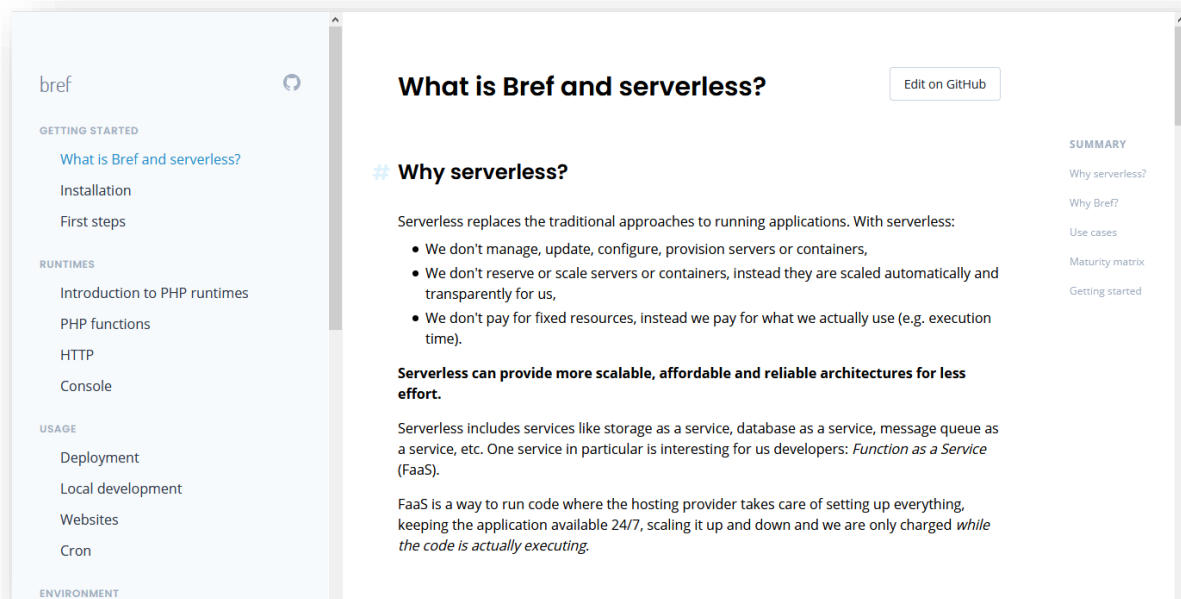 bref
GETTING STARTED
What is Bref and serverless?
Installation
First steps
RUNTIMES
Introduction to PHP runtimes
PHP functions
HTTP
Console
USAGE
Deployment
Local development
Websites
Cron
ENVIRONMENT
What is Bref and serverless?
Edit on GitHub
# Why serverless?
Serverless replaces the traditional approaches to running applications. With serverless:
• We don't manage, update, configure, provision servers or containers,
• We don't reserve or scale servers or containers, instead they are scaled automatically and
transparently for us,
• We don't pay for fixed resources, instead we pay for what we actually use (e.g. execution
time).
Serverless can provide more scalable, affordable and reliable architectures for less
effort.
Serverless includes services like storage as a service, database as a service, message queue as
a service, etc. One service in particular is interesting for us developers: Function as a Service
(FaaS).
FaaS is a way to run code where the hosting provider takes care of setting up everything,
keeping the application available 24/7, scaling it up and down and we are only charged while
the code is actually executing.
SUMMARY
Why serverless?
Why Bref?
Use cases
Maturity matrix
Getting started